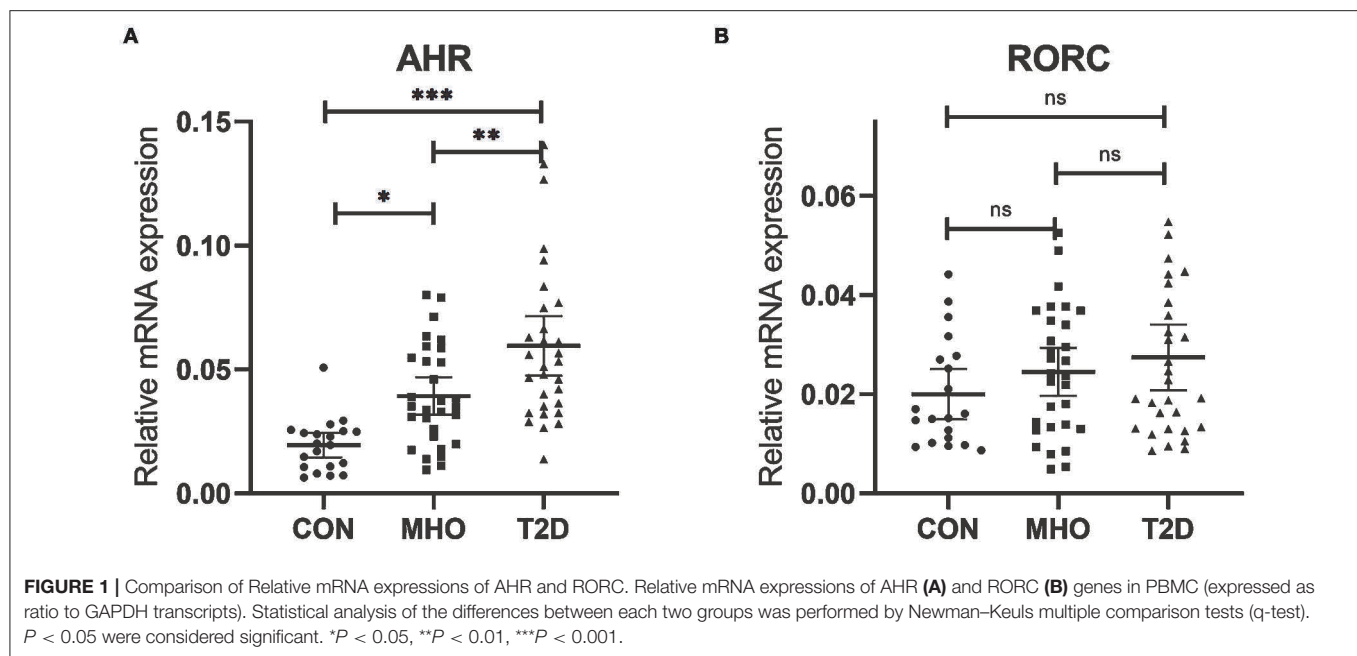 A
AHR
Relative mRNA expression
0.15
0.10
0.05
0.00
***
**
*
CON MHO T2D
B
RORC
Relative mRNA expression
0.06
0.04
0.02
0.00
ns
ns
ns
CON MHO T2D
FIGURE 1 | Comparison of Relative mRNA expressions of AHR and RORC. Relative mRNA expressions of AHR (A) and RORC (B) genes in PBMC (expressed as
ratio to GAPDH transcripts). Statistical analysis of the differences between each two groups was performed by Newman–Keuls multiple comparison tests (q-test).
P < 0.05 were considered significant. *P < 0.05, **P < 0.01, ***P < 0.001.